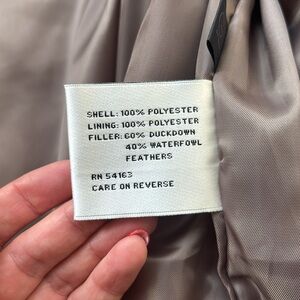 SHELL: 100% POLYESTER
LINING: 100% POLYESTER
FILLER: 60% DUCKDOWN
40% WATERFOWL
FEATHERS
RN 54163
CARE ON REVERSE